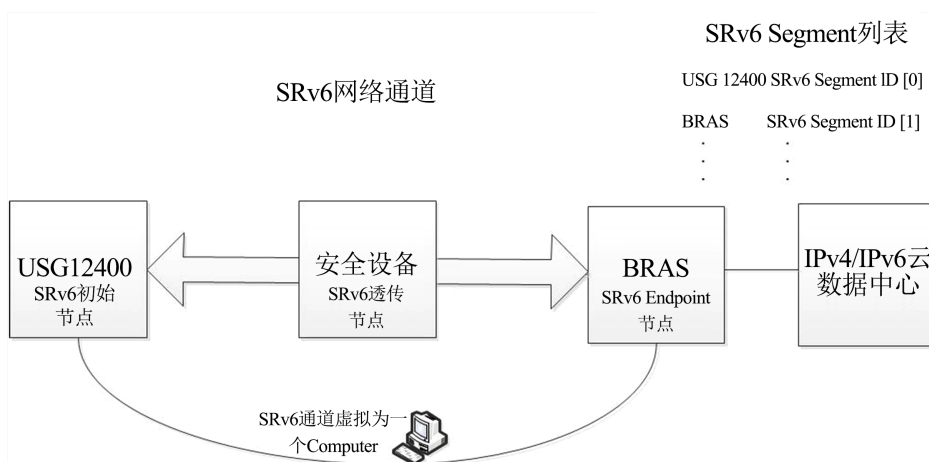 SRv6 Segment列表
USG 12400 SRv6 Segment ID [0]
SRv6网络通道
BRAS SRv6 Segment ID [1]
USG12400
SRv6初始
节点
安全设备
SRv6透传
节点
BRAS
SRv6 Endpoint
节点
IPv4/IPv6云
数据中心
SRv6通道虚拟为一
个Computer